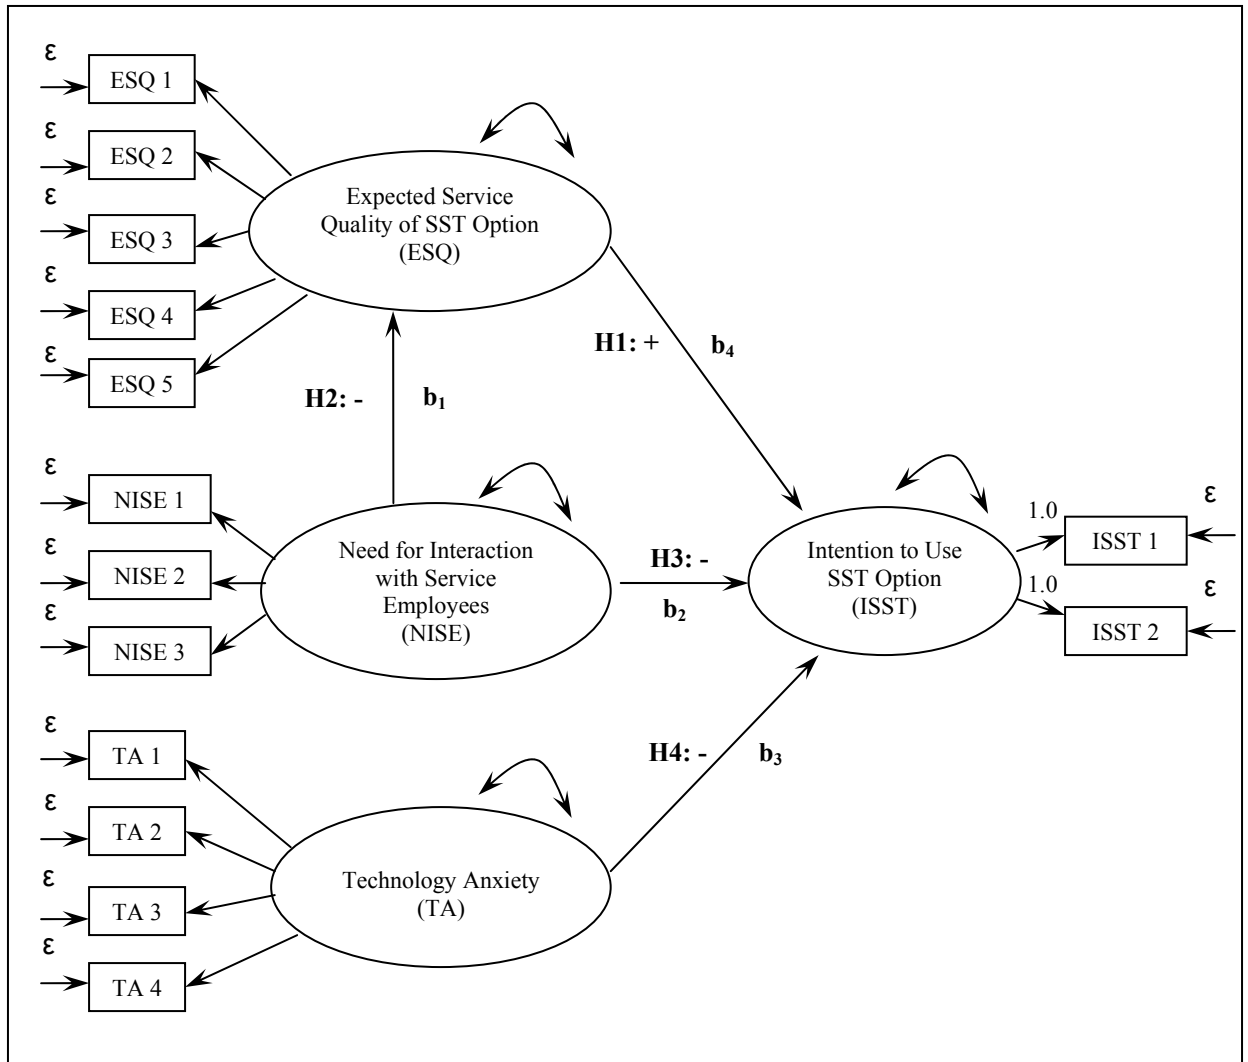 ε
ESQ 1
ε
ESQ 2
ε
ESQ 3
ε
ESQ 4
ε
ESQ 5
Expected Service
Quality of SST Option
(ESQ)
H1: + b₄
H2: - b₁
ε
NISE 1
ε
NISE 2
ε
NISE 3
Need for Interaction
with Service
Employees
(NISE)
H3: -
b₂
Intention to Use
SST Option
(ISST)
1.0
ISST 1
ε
1.0
ISST 2
ε
H4: - b₃
ε
TA 1
ε
TA 2
ε
TA 3
ε
TA 4
Technology Anxiety
(TA)